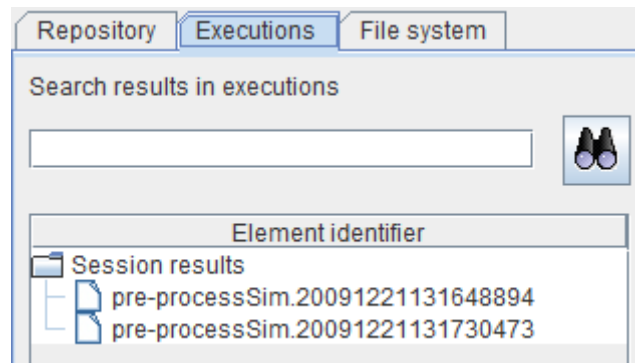 Repository Executions File system
Search results in executions
Element identifier
Session results
pre-processSim.20091221131648894
pre-processSim.20091221131730473